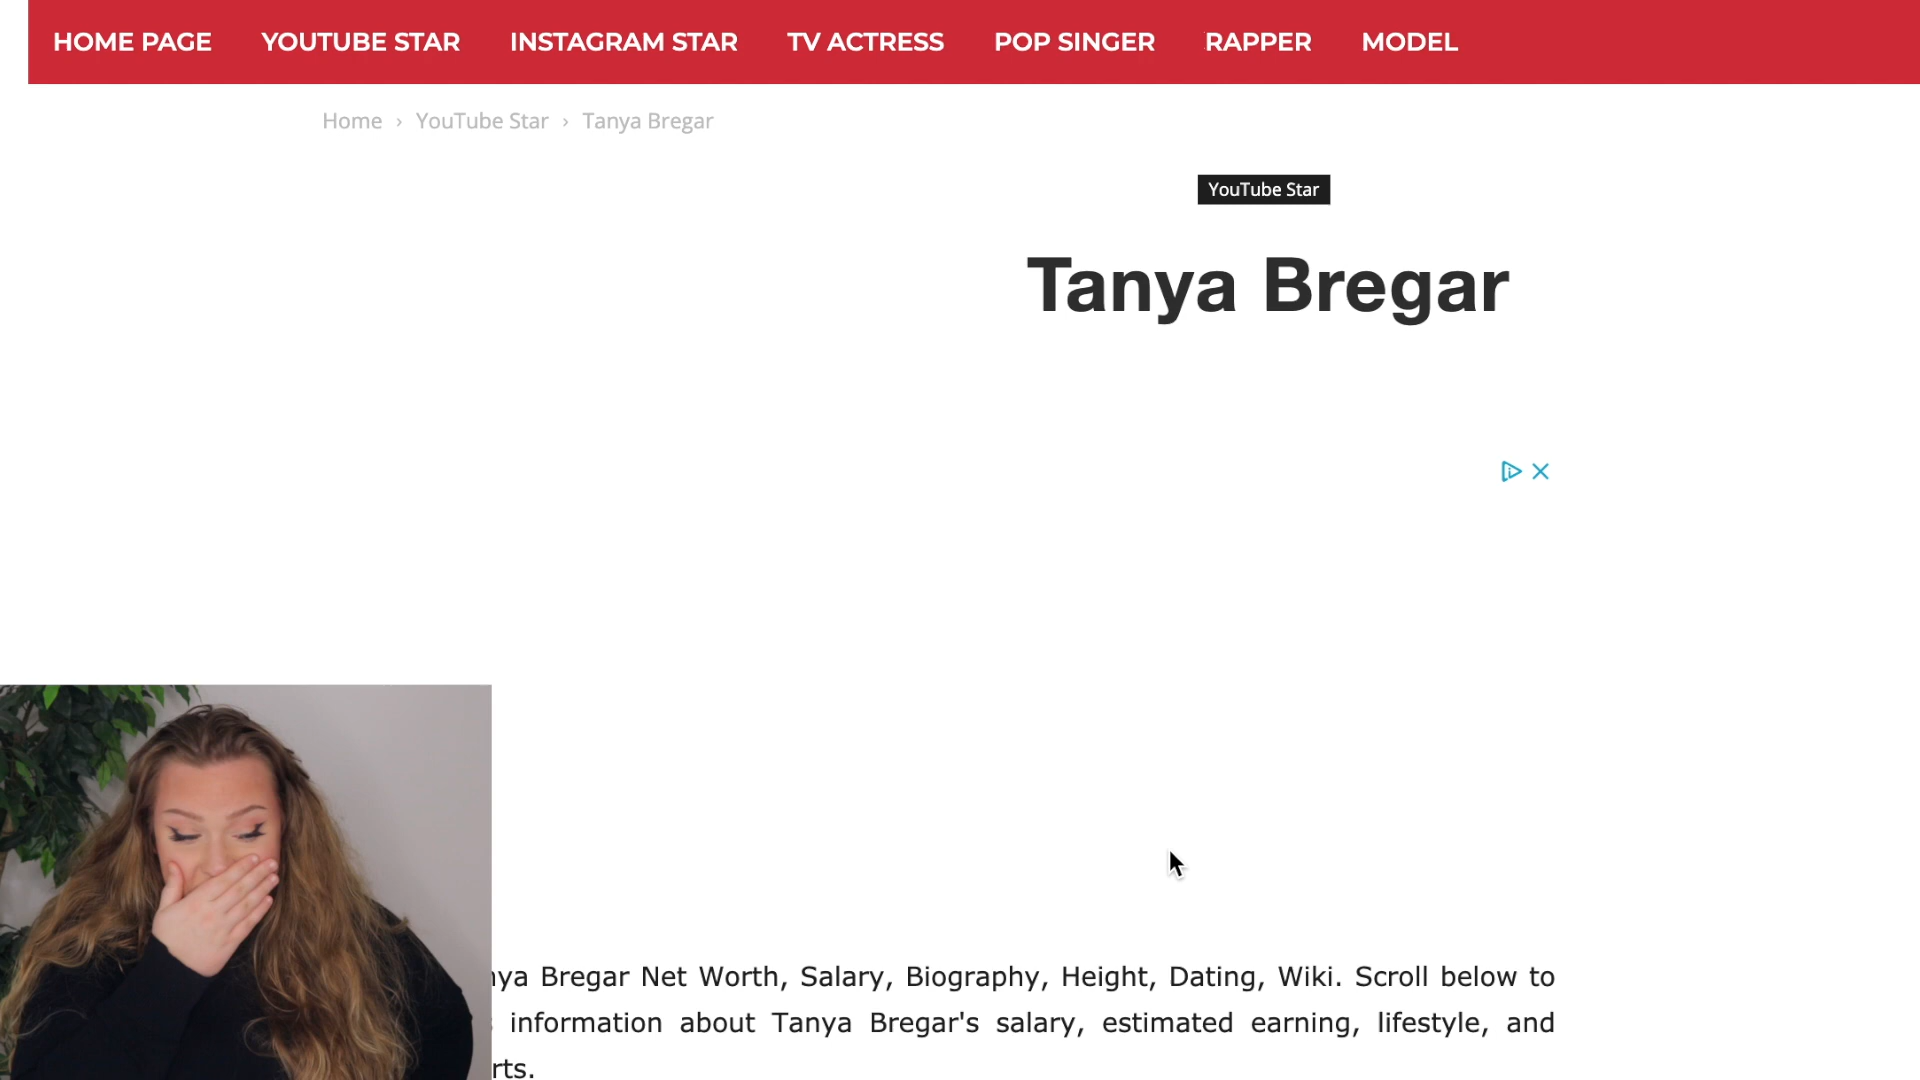 HOME PAGE YOUTUBE STAR INSTAGRAM STAR TV ACTRESS POP SINGER RAPPER MODEL
Home › YouTube Star › Tanya Bregar
YouTube Star
Tanya Bregar
Bregar Net Worth, Salary, Biography, Height, Dating, Wiki. Scroll below to
information about Tanya Bregar's salary, estimated earning, lifestyle, and